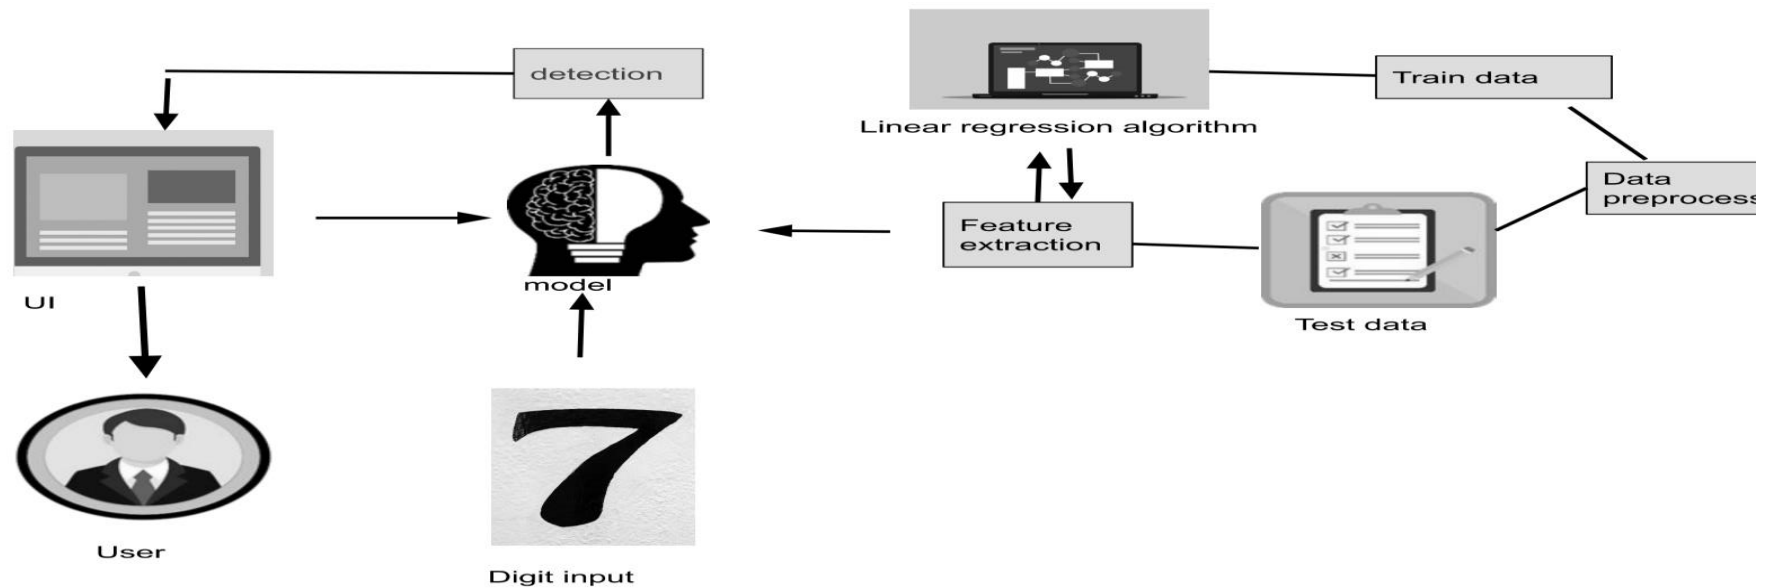 detection
Train data
Linear regression algorithm
Data
preprocess
Feature
extraction
model
UI
Test data
User
Digit input
7